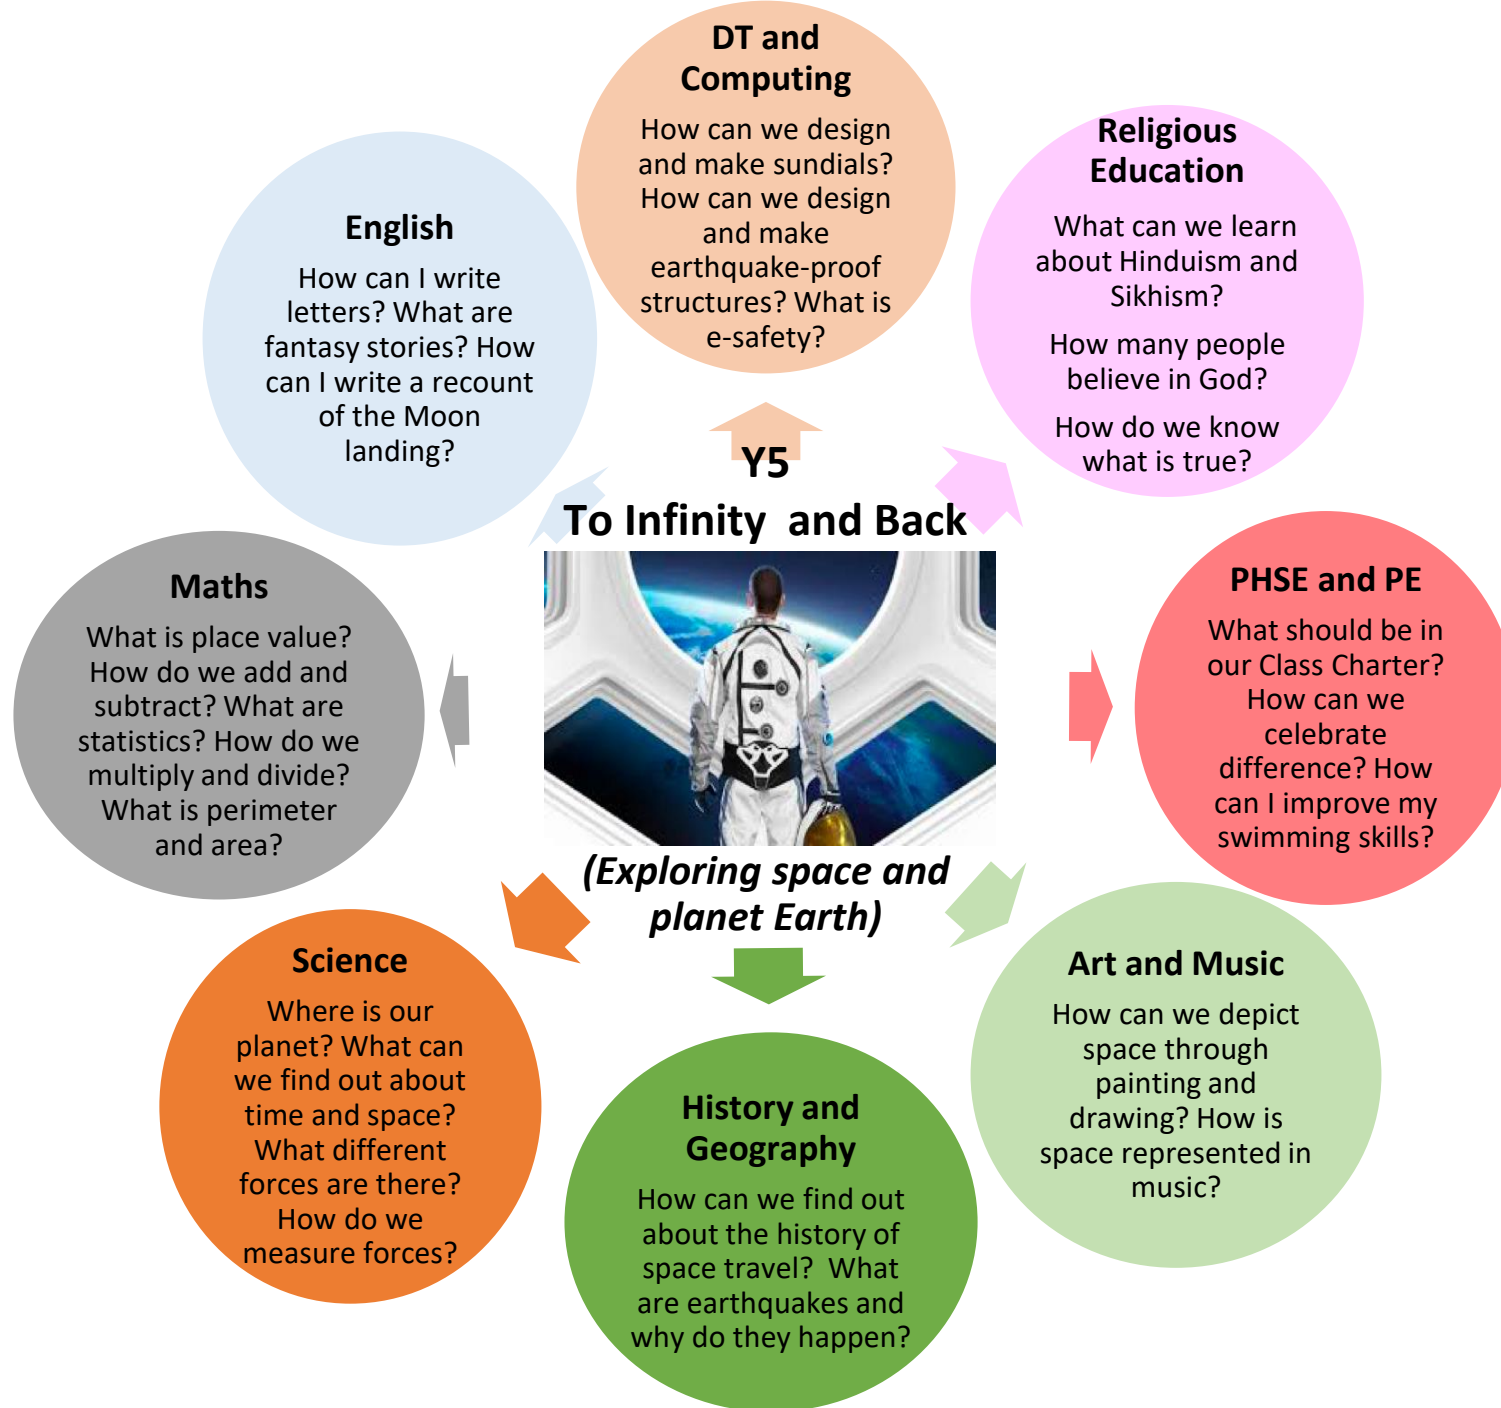 DT and
Computing
How can we design
and make sundials?
How can we design
and make
earthquake-proof
structures? What is
e-safety?
Religious
Education
What can we learn
about Hinduism and
Sikhism?
How many people
believe in God?
How do we know
what is true?
English
How can I write
letters? What are
fantasy stories? How
can I write a recount
of the Moon
landing?
Y5
To Infinity  and Back
(Exploring space and
planet Earth)
PHSE and PE
What should be in
our Class Charter?
How can we
celebrate
difference? How
can I improve my
swimming skills?
Maths
What is place value?
How do we add and
subtract? What are
statistics? How do we
multiply and divide?
What is perimeter
and area?
Art and Music
How can we depict
space through
painting and
drawing? How is
space represented in
music?
Science
Where is our
planet? What can
we find out about
time and space?
What different
forces are there?
How do we
measure forces?
History and
Geography
How can we find out
about the history of
space travel?  What
are earthquakes and
why do they happen?